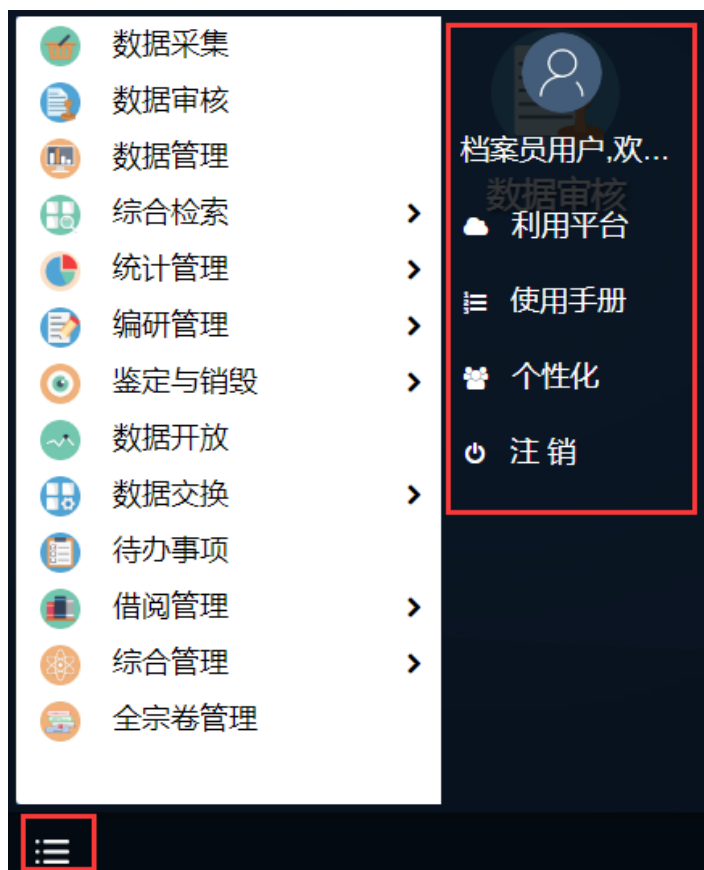 数据采集
数据审核
数据管理
综合检索
统计管理
编研管理
鉴定与销毁
数据开放
数据交换
待办事项
借阅管理
综合管理
全宗卷管理
档案员用户,欢...
数据审核
利用平台
使用手册
个性化
注 销